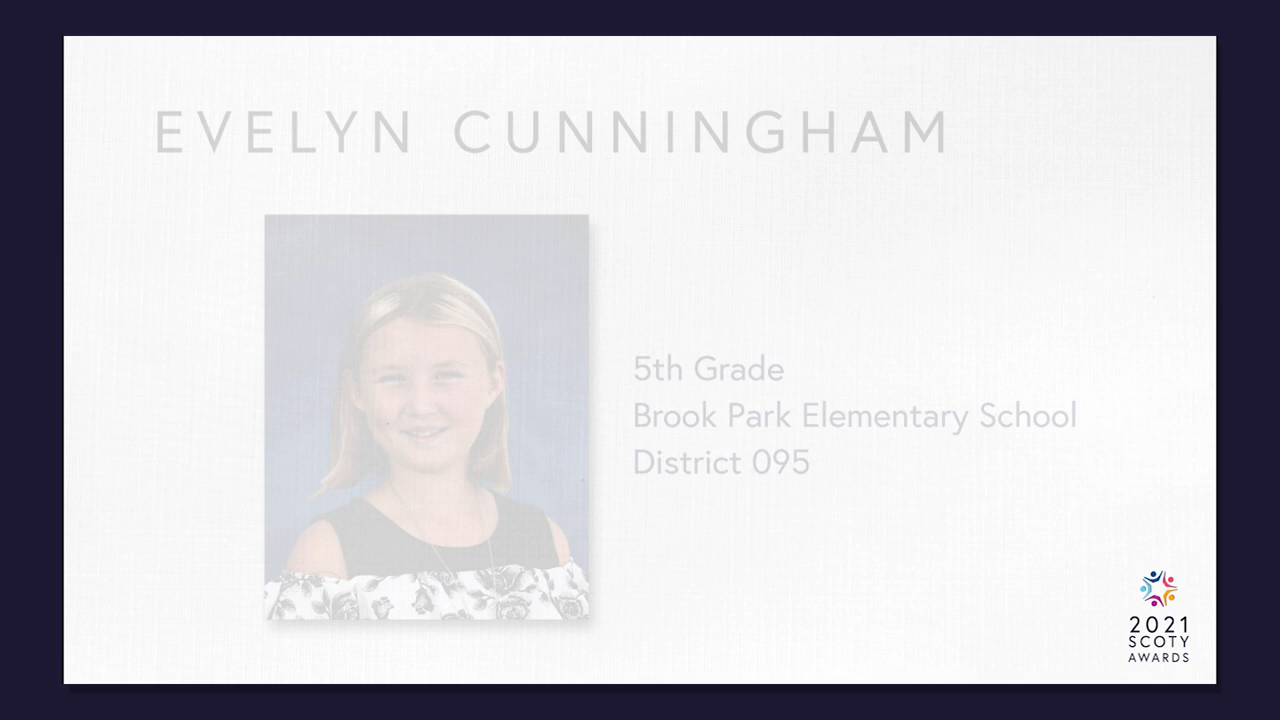 EVELYN CUNNINGHAM
5th Grade
Brook Park Elementary School
District 095
2021
SCOTY
AWARDS